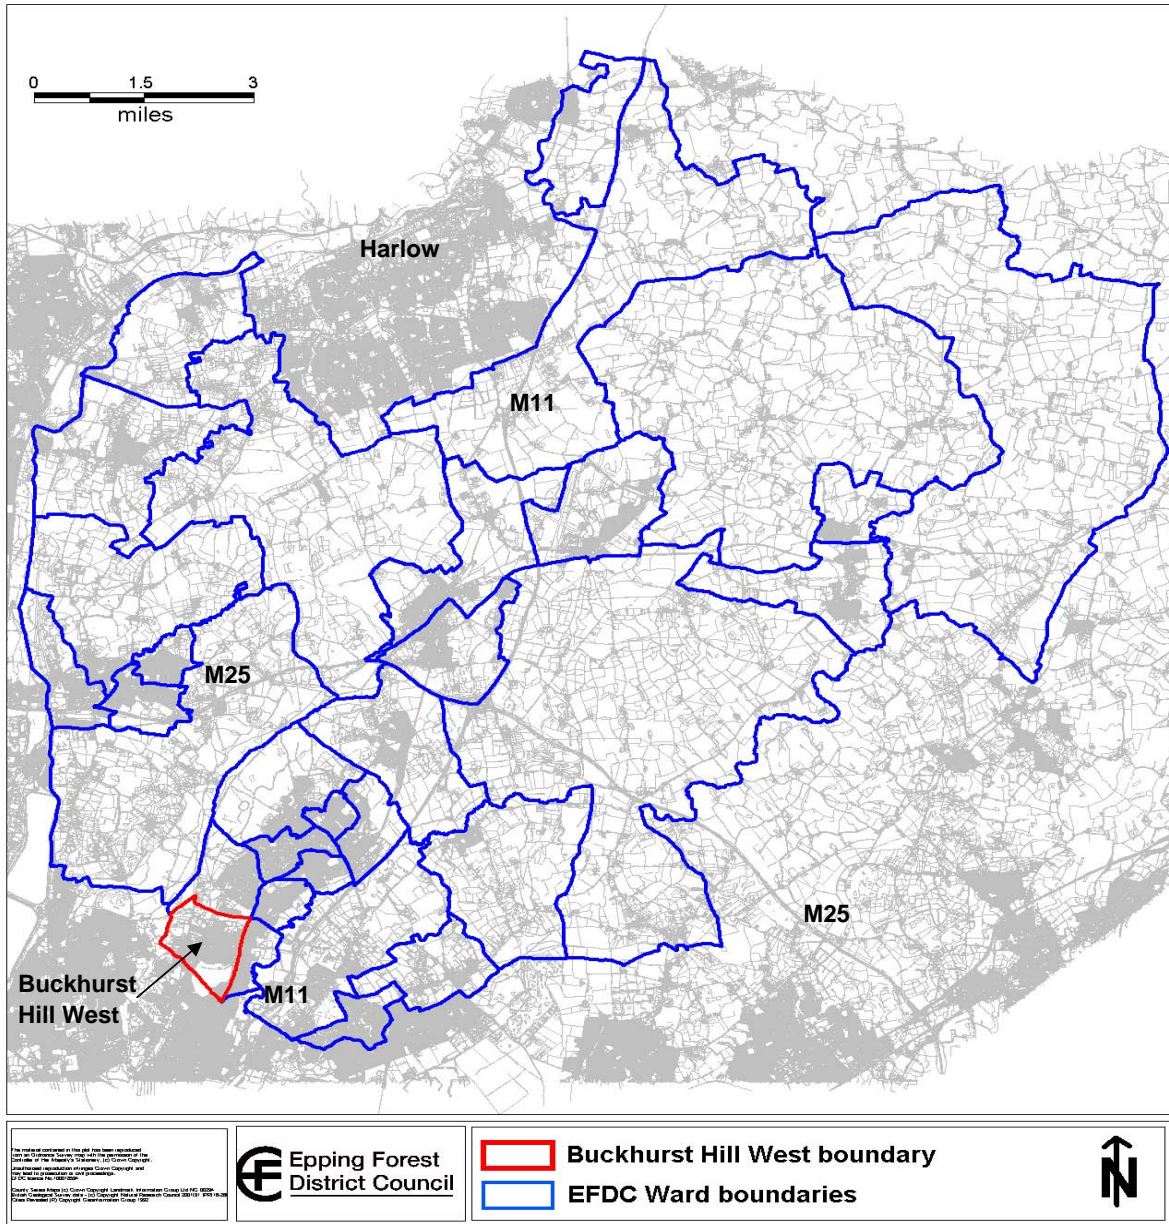 0 1.5 3
miles
Harlow
M11
M25
M25
Buckhurst
Hill West
M11
Epping Forest
District Council
Buckhurst Hill West boundary
EFDC Ward boundaries
N